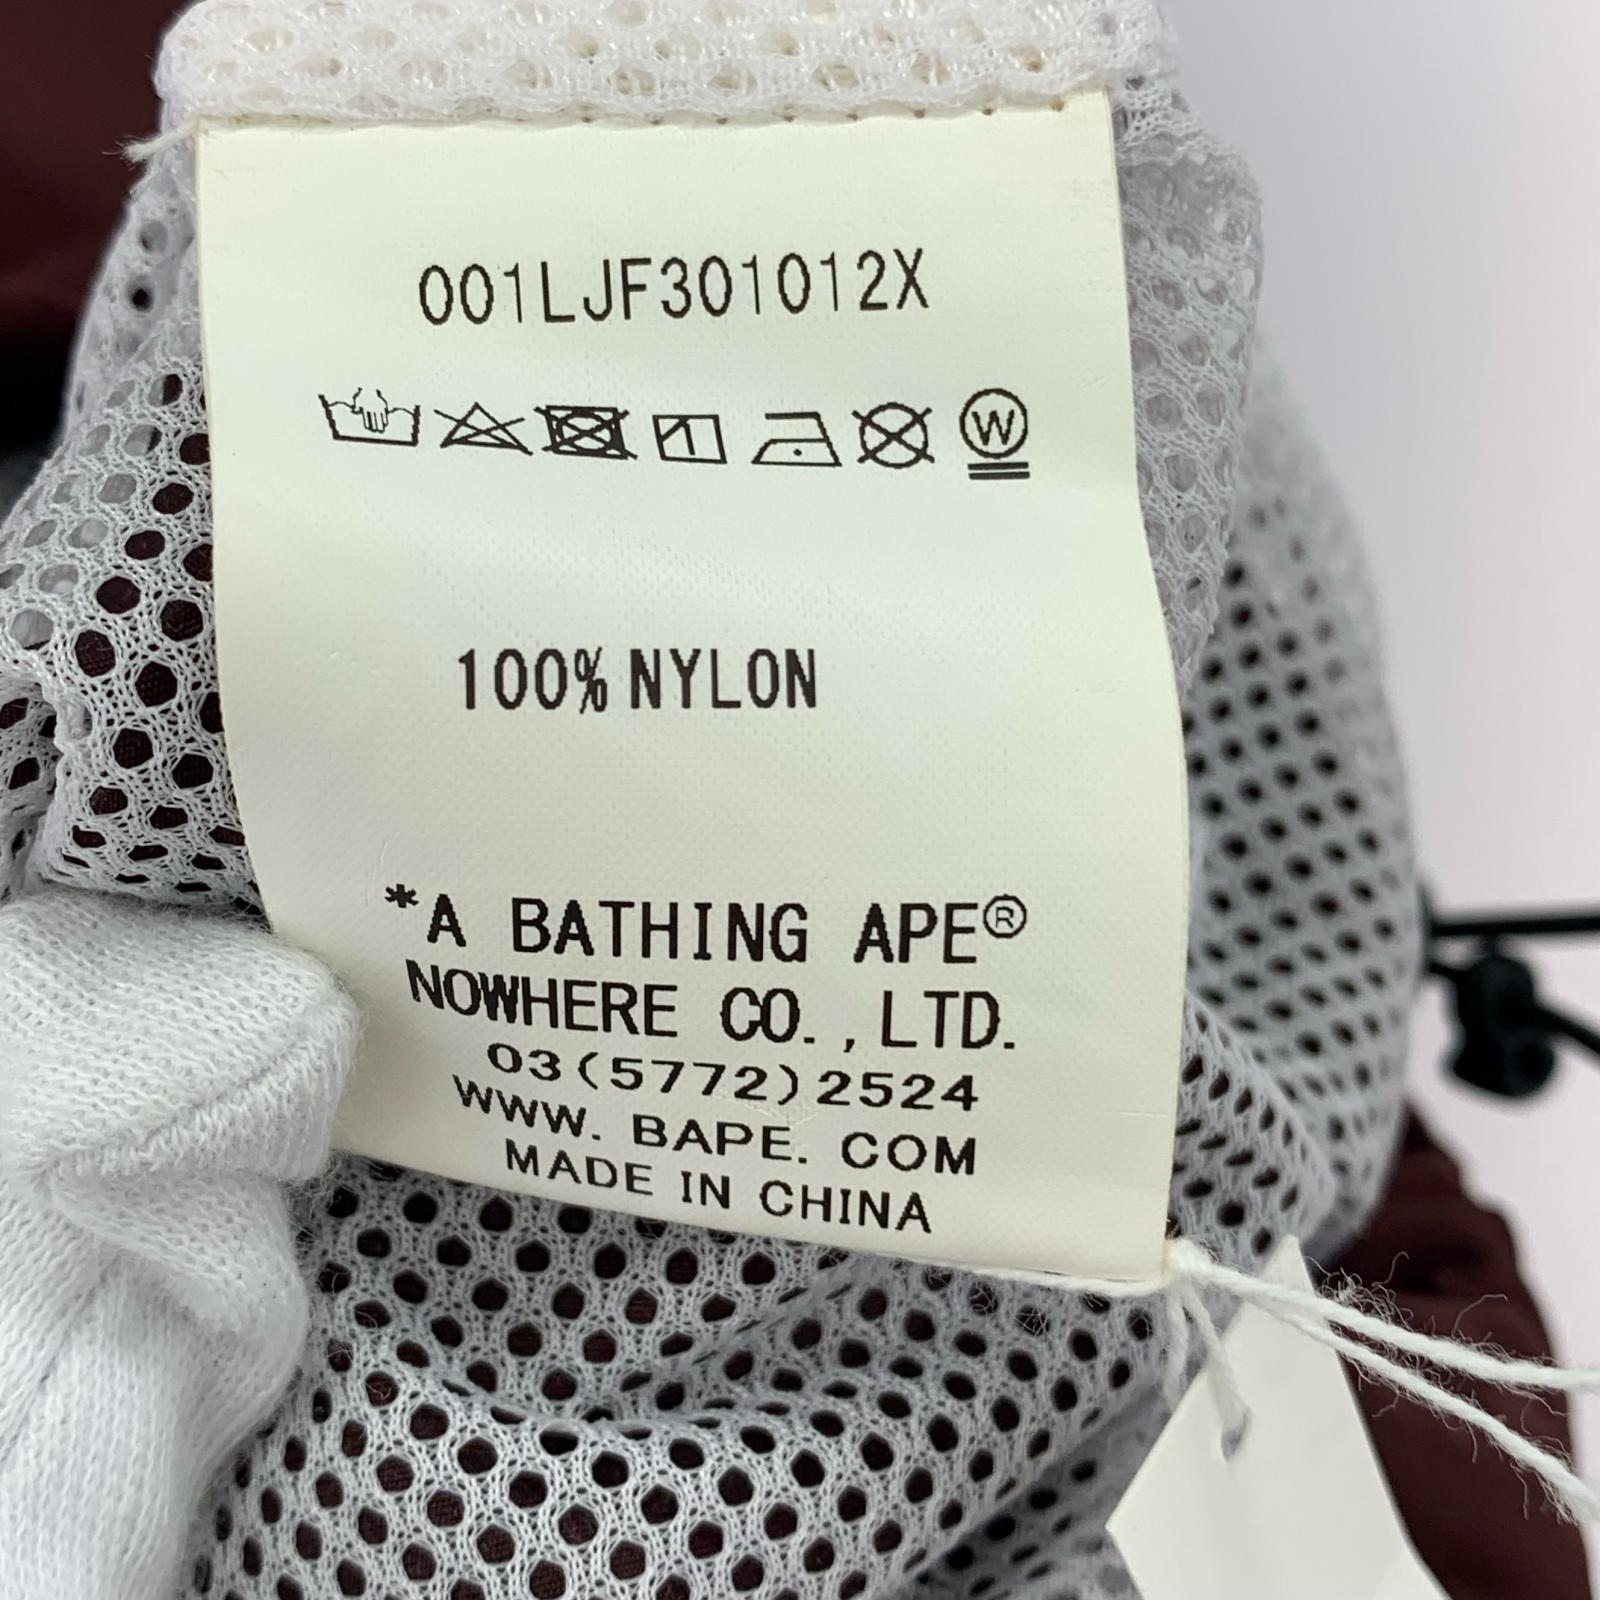 001LJF301012X
W
100% NYLON
*A BATHING APE®
NOWHERE CO.,LTD.
03(5772)2524
WWW. BAPE. COM
MADE IN CHINA